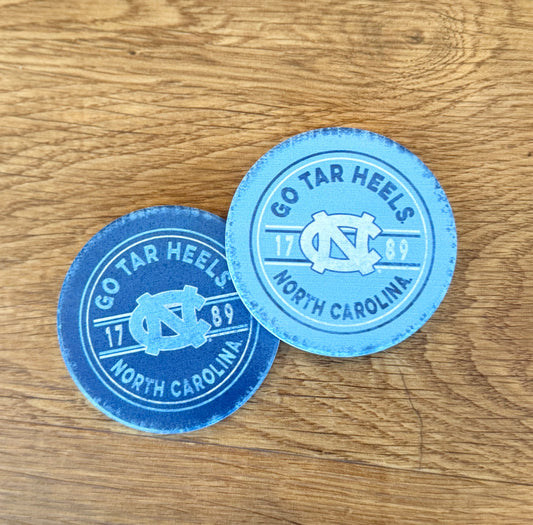 GO TAR HEELS
17 NC 89
NORTH CAROLINA
GO TAR HEELS
17 NC 89
NORTH CAROLINA